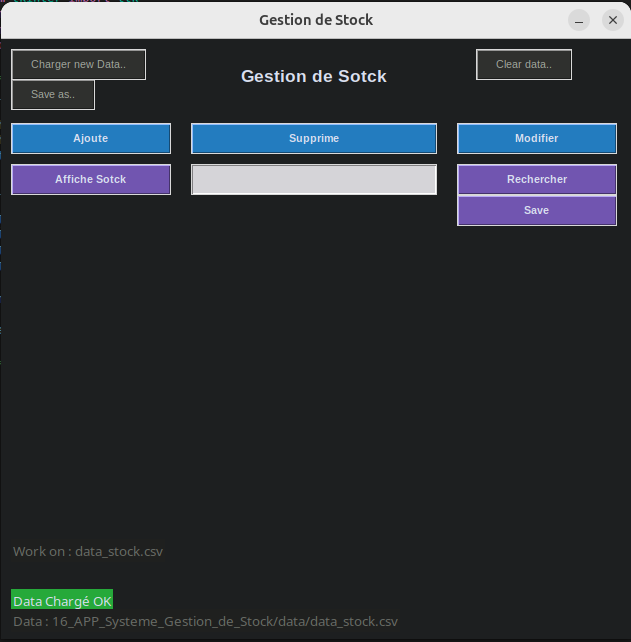 Gestion de Stock
Charger new Data..
Gestion de Sotck
Clear data..
Save as..
Ajoute
Supprime
Modifier
Affiche Sotck
Rechercher
Save
Work on : data_stock.csv
Data Chargé OK
Data : 16_APP_Systeme_Gestion_de_Stock/data/data_stock.csv